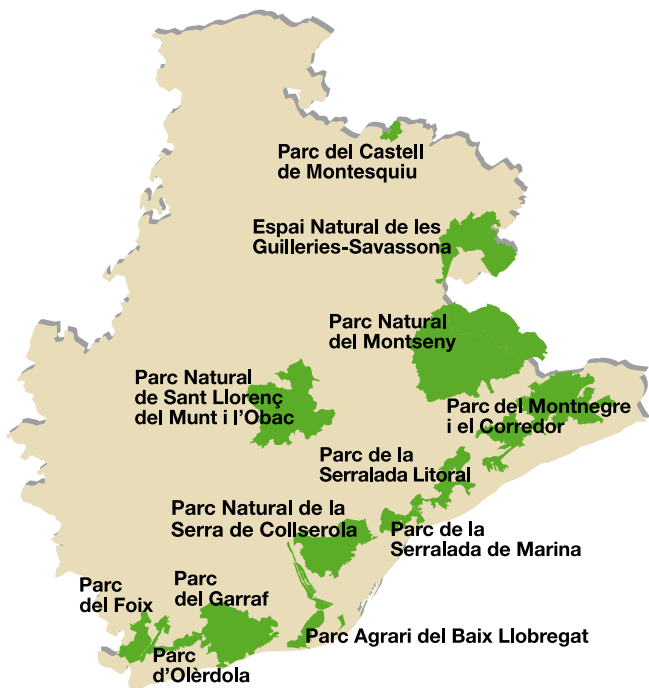 Parc del Castell
de Montesquiu
Espai Natural de les
Guilleries-Savassona
Parc Natural
del Montseny
Parc Natural
de Sant Llorenç
del Munt i l'Obac
Parc del Montnegre
i el Corredor
Parc de la
Serralada Litoral
Parc Natural de la
Serra de Collserola
Parc de la
Serralada de Marina
Parc
del Foix
Parc
del Garraf
Parc Agrari del Baix Llobregat
Parc
d'Olèrdola